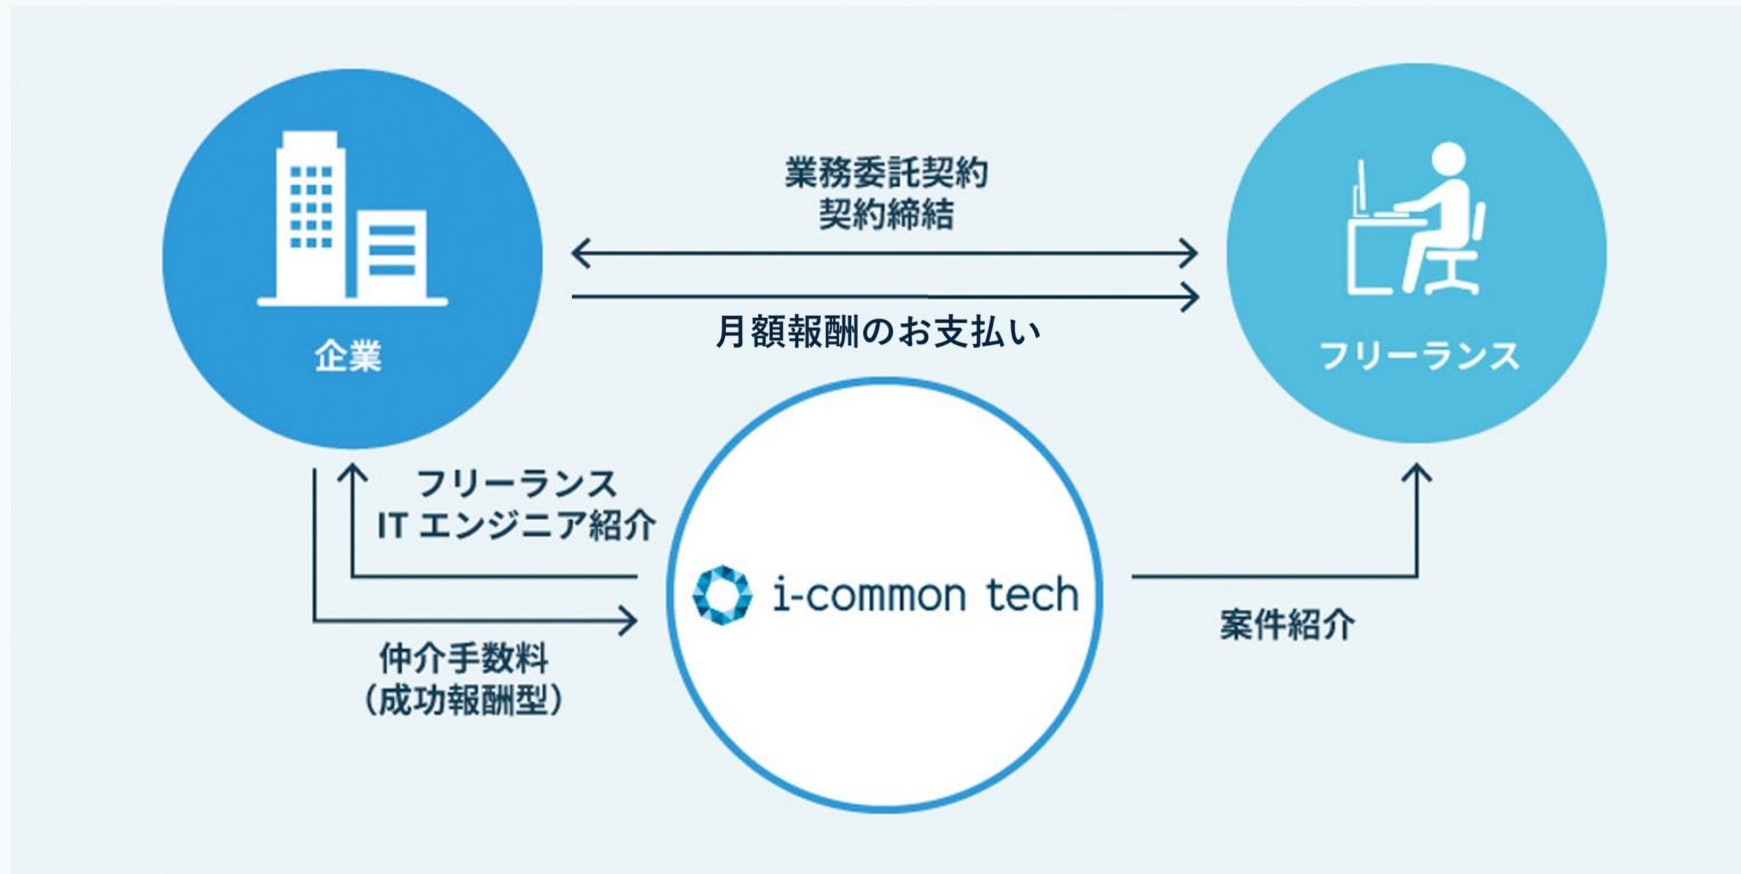 業務委託契約
契約締結
月額報酬のお支払い
企業
フリーランス
フリーランス
IT エンジニア紹介
i-common tech
案件紹介
仲介手数料
（成功報酬型）